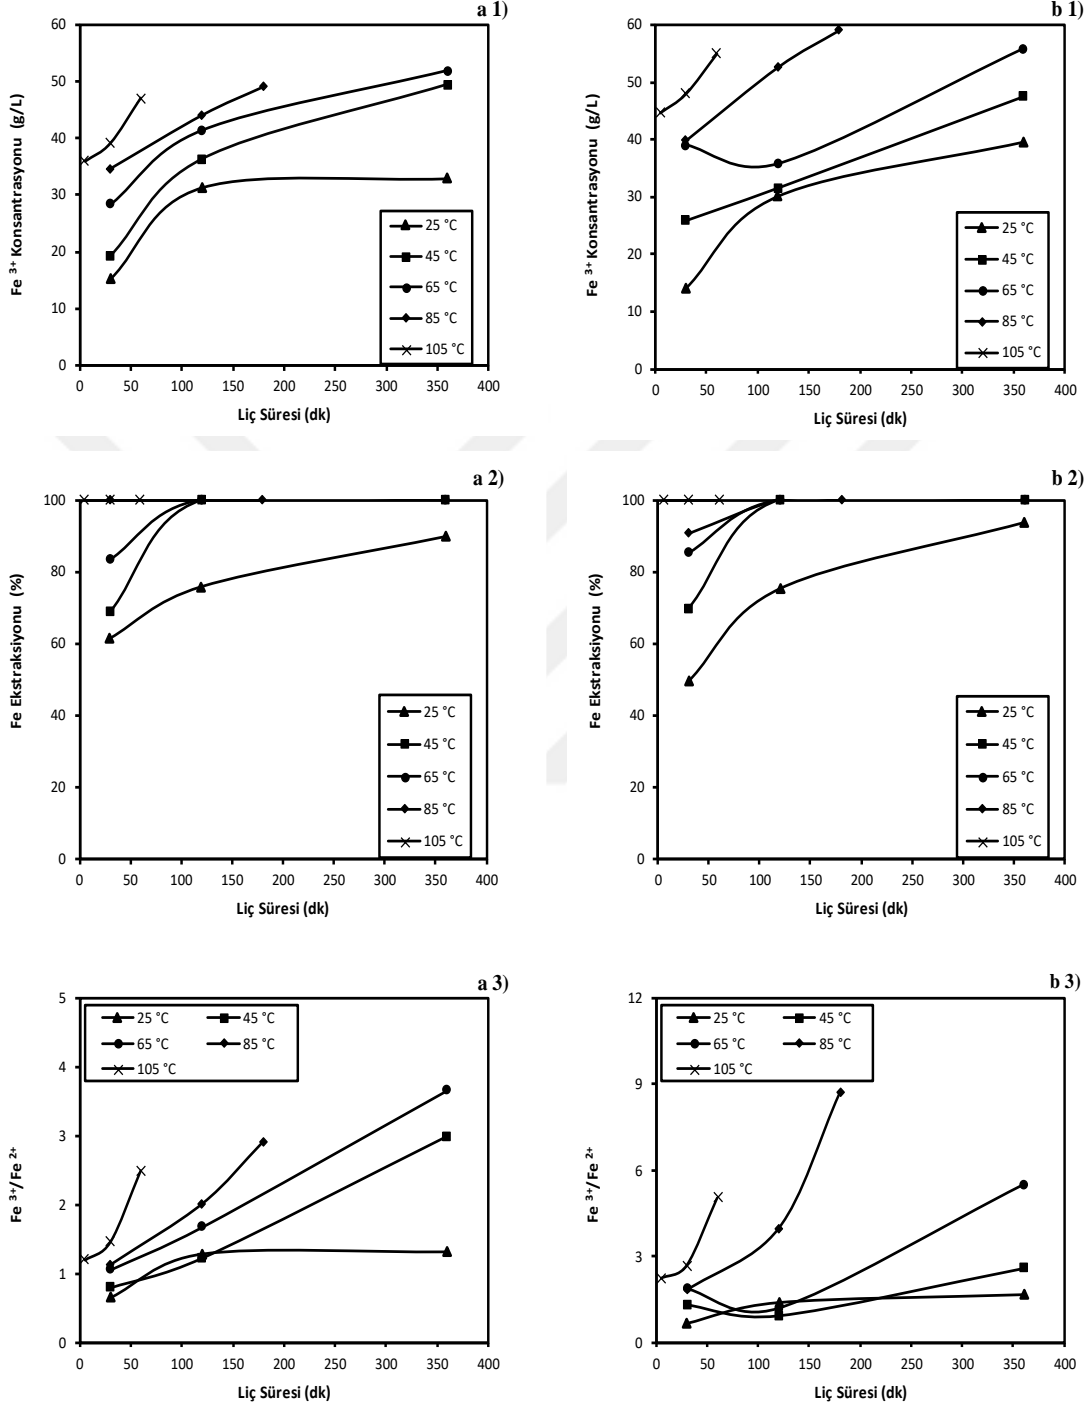 a 1)
60
50
40
30
20
10
0
Fe ³⁺ Konsantrasyonu (g/L)
25 °C
45 °C
65 °C
85 °C
105 °C
0 50 100 150 200 250 300 350 400
Liç Süresi (dk)
b 1)
60
50
40
30
20
10
0
Fe ³⁺ Konsantrasyonu (g/L)
25 °C
45 °C
65 °C
85 °C
105 °C
0 50 100 150 200 250 300 350 400
Liç Süresi (dk)
a 2)
100
80
60
40
20
0
Fe Ekstraksiyonu (%)
25 °C
45 °C
65 °C
85 °C
105 °C
0 50 100 150 200 250 300 350 400
Liç Süresi (dk)
b 2)
100
80
60
40
20
0
Fe Ekstraksiyonu (%)
25 °C
45 °C
65 °C
85 °C
105 °C
0 50 100 150 200 250 300 350 400
Liç Süresi (dk)
a 3)
5
4
3
2
1
0
Fe ³⁺/Fe ²⁺
25 °C 45 °C
65 °C 85 °C
105 °C
0 50 100 150 200 250 300 350 400
Liç Süresi (dk)
b 3)
12
9
6
3
0
Fe ³⁺/Fe ²⁺
25 °C 45 °C
65 °C 85 °C
105 °C
0 50 100 150 200 250 300 350 400
Liç Süresi (dk)